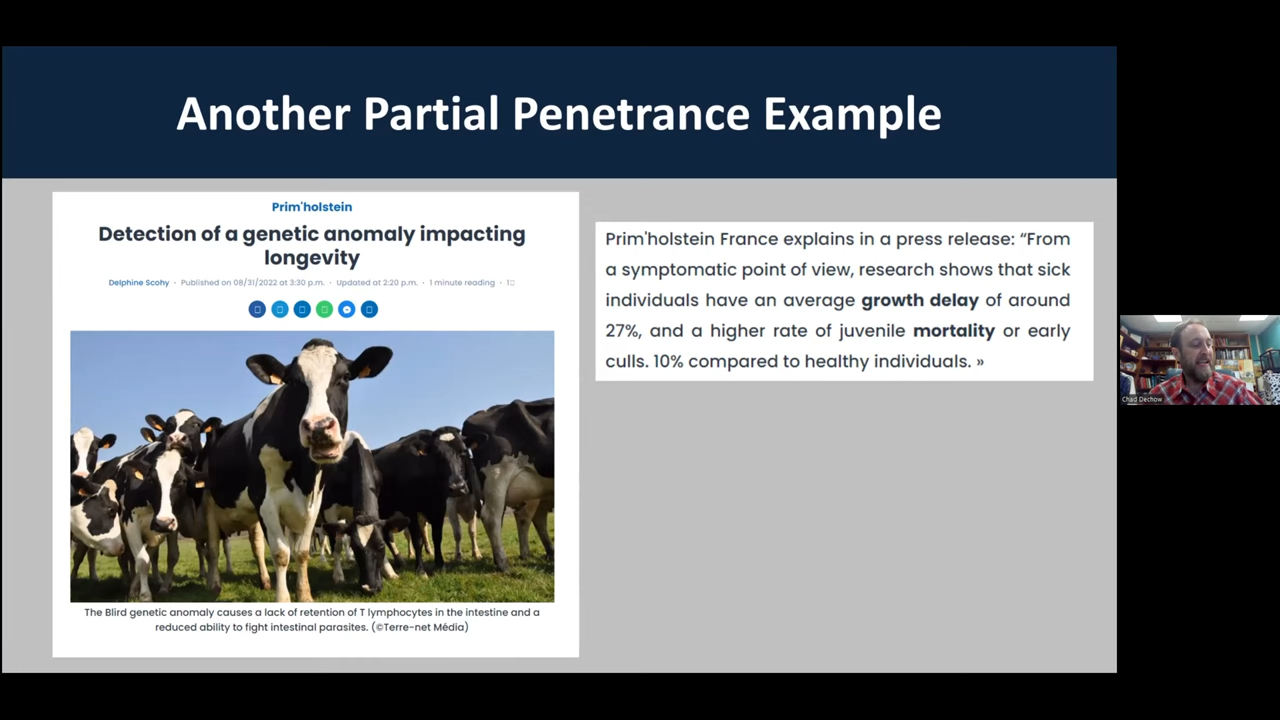 Another Partial Penetrance Example
Prim'holstein
Detection of a genetic anomaly impacting
longevity
Delphine Scohy · Published on 08/31/2022 at 3:30 p.m. · Updated at 2:20 p.m. · 1 minute reading · 1
The Blird genetic anomaly causes a lack of retention of T lymphocytes in the intestine and a
reduced ability to fight intestinal parasites. (©Terre-net Média)
Prim'holstein France explains in a press release: “From
a symptomatic point of view, research shows that sick
individuals have an average growth delay of around
27%, and a higher rate of juvenile mortality or early
culls. 10% compared to healthy individuals. »
Chad Dechow